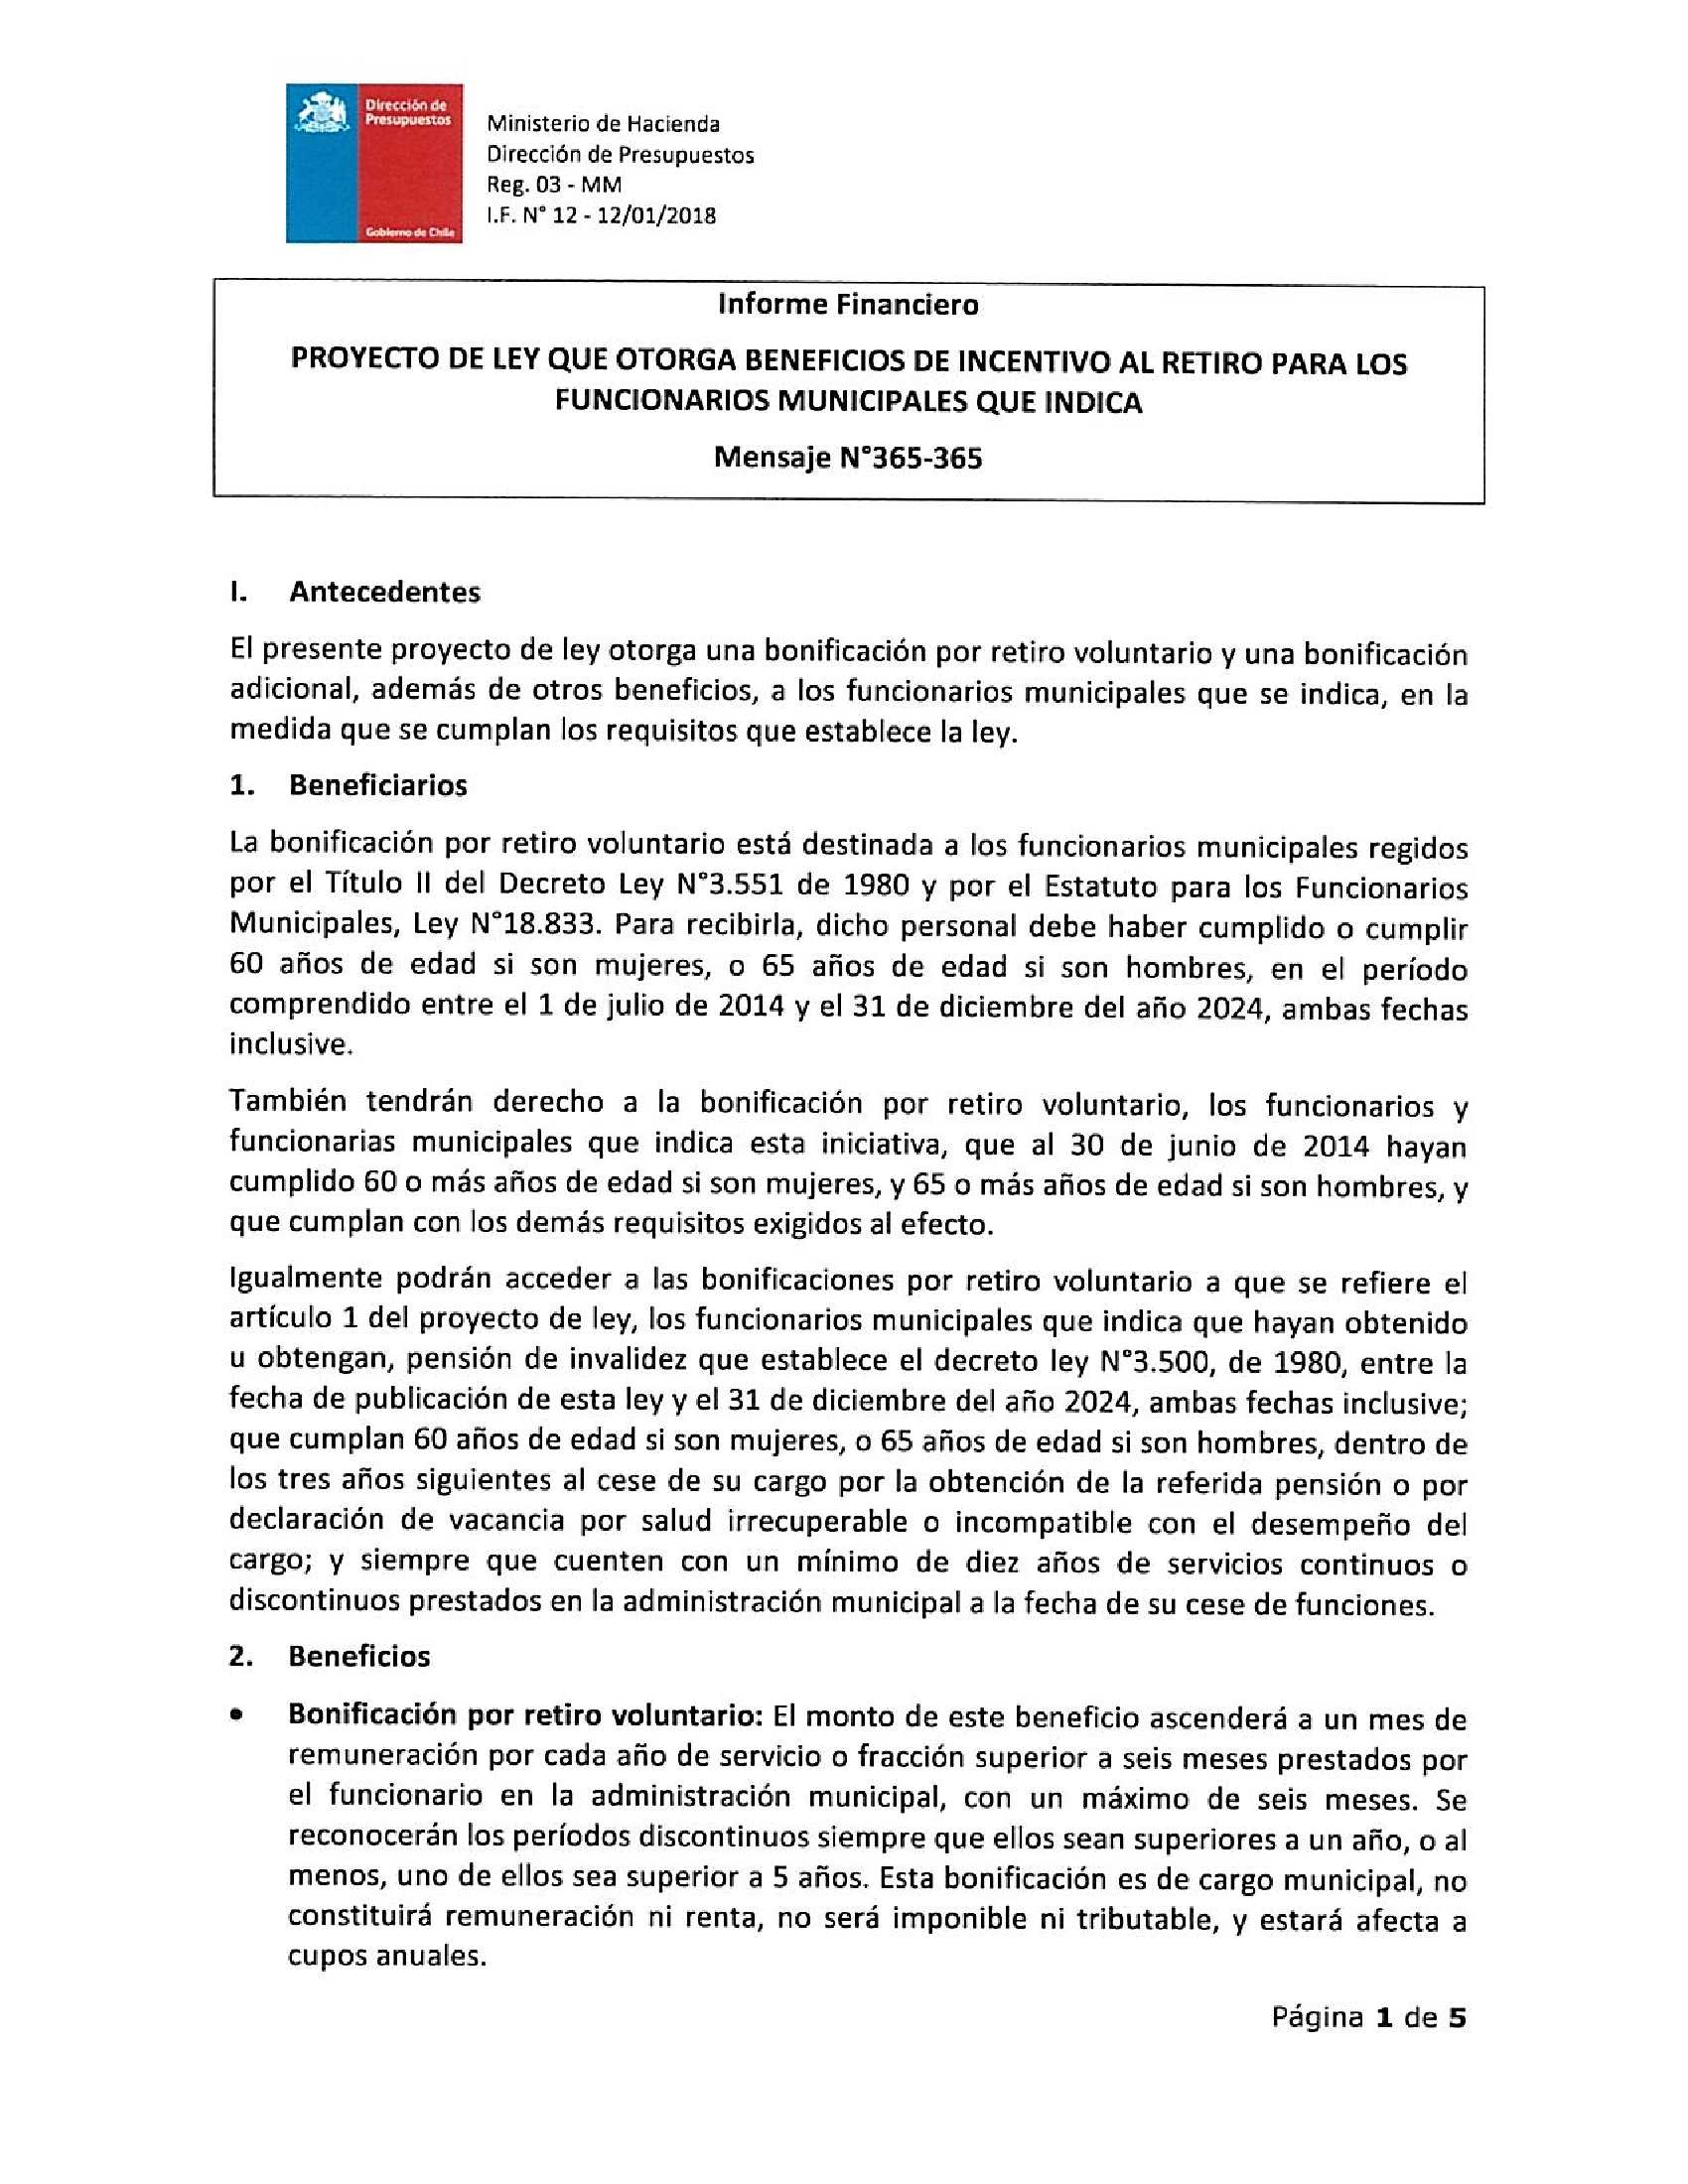 Dirección de
Presupuestos
Gobierno de Chile
Ministerio de Hacienda
Dirección de Presupuestos
Reg. 03 - MM
I.F. N° 12 - 12/01/2018
Informe Financiero
PROYECTO DE LEY QUE OTORGA BENEFICIOS DE INCENTIVO AL RETIRO PARA LOS
FUNCIONARIOS MUNICIPALES QUE INDICA
Mensaje N°365-365
I. Antecedentes
El presente proyecto de ley otorga una bonificación por retiro voluntario y una bonificación
adicional, además de otros beneficios, a los funcionarios municipales que se indica, en la
medida que se cumplan los requisitos que establece la ley.
1. Beneficiarios
La bonificación por retiro voluntario está destinada a los funcionarios municipales regidos
por el Título II del Decreto Ley N°3.551 de 1980 y por el Estatuto para los Funcionarios
Municipales, Ley N°18.833. Para recibirla, dicho personal debe haber cumplido o cumplir
60 años de edad si son mujeres, o 65 años de edad si son hombres, en el período
comprendido entre el 1 de julio de 2014 y el 31 de diciembre del año 2024, ambas fechas
inclusive.
También tendrán derecho a la bonificación por retiro voluntario, los funcionarios y
funcionarias municipales que indica esta iniciativa, que al 30 de junio de 2014 hayan
cumplido 60 o más años de edad si son mujeres, y 65 o más años de edad si son hombres, y
que cumplan con los demás requisitos exigidos al efecto.
Igualmente podrán acceder a las bonificaciones por retiro voluntario a que se refiere el
artículo 1 del proyecto de ley, los funcionarios municipales que indica que hayan obtenido
u obtengan, pensión de invalidez que establece el decreto ley N°3.500, de 1980, entre la
fecha de publicación de esta ley y el 31 de diciembre del año 2024, ambas fechas inclusive;
que cumplan 60 años de edad si son mujeres, o 65 años de edad si son hombres, dentro de
los tres años siguientes al cese de su cargo por la obtención de la referida pensión o por
declaración de vacancia por salud irrecuperable o incompatible con el desempeño del
cargo; y siempre que cuenten con un mínimo de diez años de servicios continuos o
discontinuos prestados en la administración municipal a la fecha de su cese de funciones.
2. Beneficios
• Bonificación por retiro voluntario: El monto de este beneficio ascenderá a un mes de
remuneración por cada año de servicio o fracción superior a seis meses prestados por
el funcionario en la administración municipal, con un máximo de seis meses. Se
reconocerán los períodos discontinuos siempre que ellos sean superiores a un año, o al
menos, uno de ellos sea superior a 5 años. Esta bonificación es de cargo municipal, no
constituirá remuneración ni renta, no será imponible ni tributable, y estará afecta a
cupos anuales.
Página 1 de 5